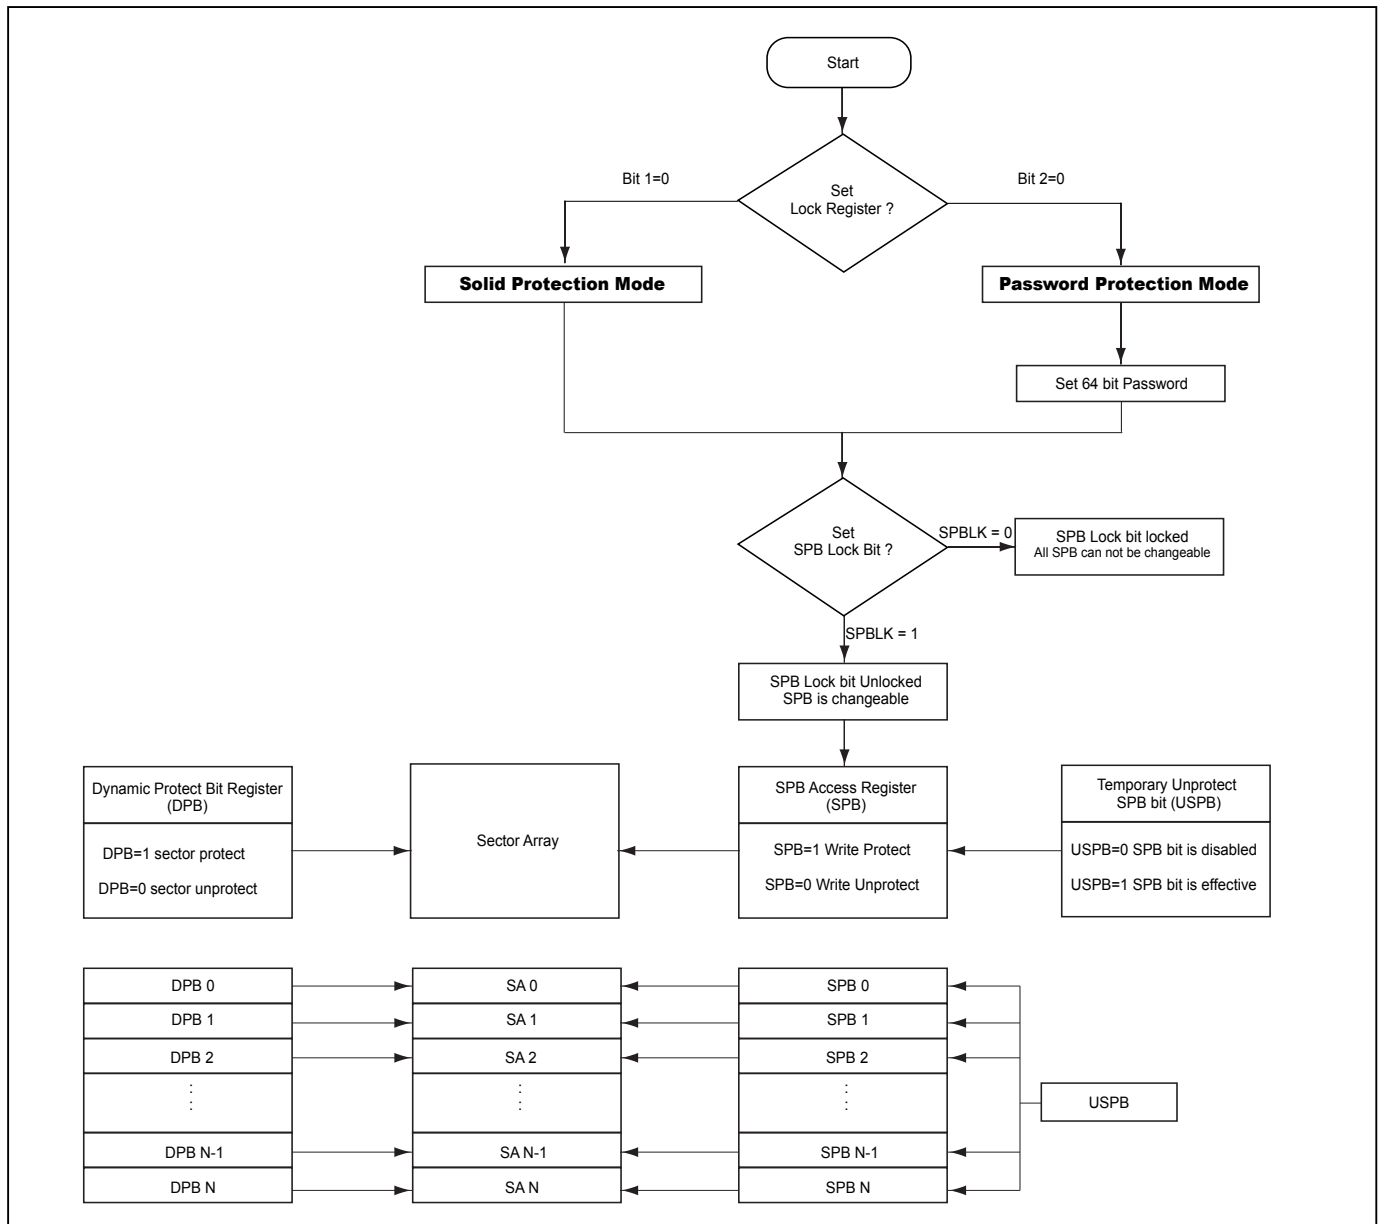 Start
Bit 1=0
Bit 2=0
Set
Lock Register ?
Solid Protection Mode
Password Protection Mode
Set 64 bit Password
Set
SPB Lock Bit ?
SPBLK = 0
SPB Lock bit locked
All SPB can not be changeable
SPBLK = 1
SPB Lock bit Unlocked
SPB is changeable
Dynamic Protect Bit Register
(DPB)
DPB=1 sector protect
DPB=0 sector unprotect
Sector Array
SPB Access Register
(SPB)
SPB=1 Write Protect
SPB=0 Write Unprotect
Temporary Unprotect
SPB bit (USPB)
USPB=0 SPB bit is disabled
USPB=1 SPB bit is effective
DPB 0
SA 0
SPB 0
DPB 1
SA 1
SPB 1
DPB 2
SA 2
SPB 2
USPB
DPB N-1
SA N-1
SPB N-1
DPB N
SA N
SPB N